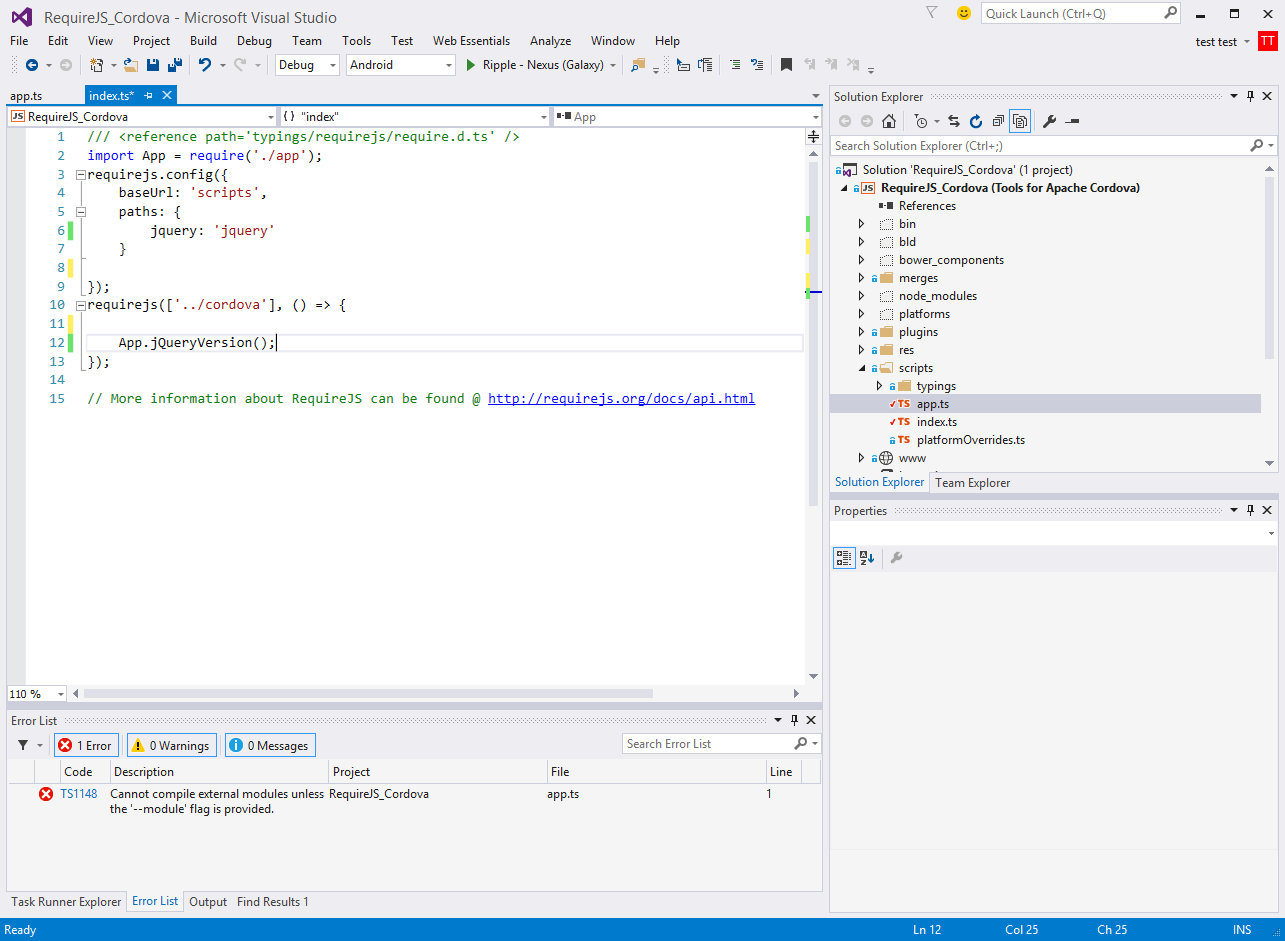 RequireJS_Cordova - Microsoft Visual Studio
Quick Launch (Ctrl+Q)
File Edit View Project Build Debug Team Tools Test Web Essentials Analyze Window Help
test test TT
Debug Android Ripple - Nexus (Galaxy)
app.ts index.ts*
JS RequireJS_Cordova { } "index" App
1 /// <reference path='typings/requirejs/require.d.ts' />
2 import App = require('./app');
3 requirejs.config({
4 baseUrl: 'scripts',
5 paths: {
6 jquery: 'jquery'
7 }
8
9 });
10 requirejs(['../cordova'], () => {
11
12 App.jQueryVersion();
13 });
14
15 // More information about RequireJS can be found @ http://requirejs.org/docs/api.html
110 %
Error List
1 Error 0 Warnings 0 Messages
Search Error List
Code Description Project File Line
TS1148 Cannot compile external modules unless RequireJS_Cordova app.ts 1
the '--module' flag is provided.
Task Runner Explorer Error List Output Find Results 1
Solution Explorer
Search Solution Explorer (Ctrl+;)
Solution 'RequireJS_Cordova' (1 project)
JS RequireJS_Cordova (Tools for Apache Cordova)
References
bin
bld
bower_components
merges
node_modules
platforms
plugins
res
scripts
typings
TS app.ts
TS index.ts
TS platformOverrides.ts
www
Solution Explorer Team Explorer
Properties
Ready Ln 12 Col 25 Ch 25 INS